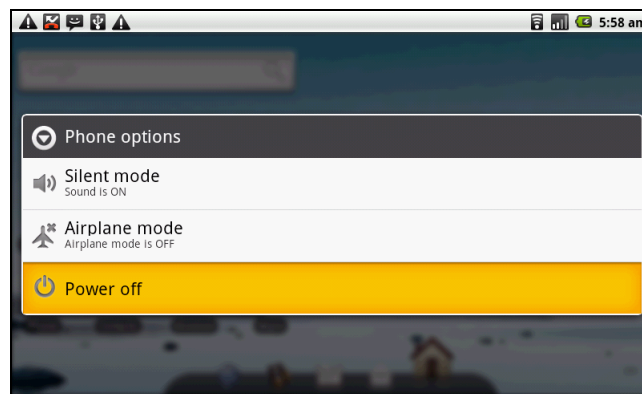 5:58 am
Phone options
Silent mode
Sound is ON
Airplane mode
Airplane mode is OFF
Power off